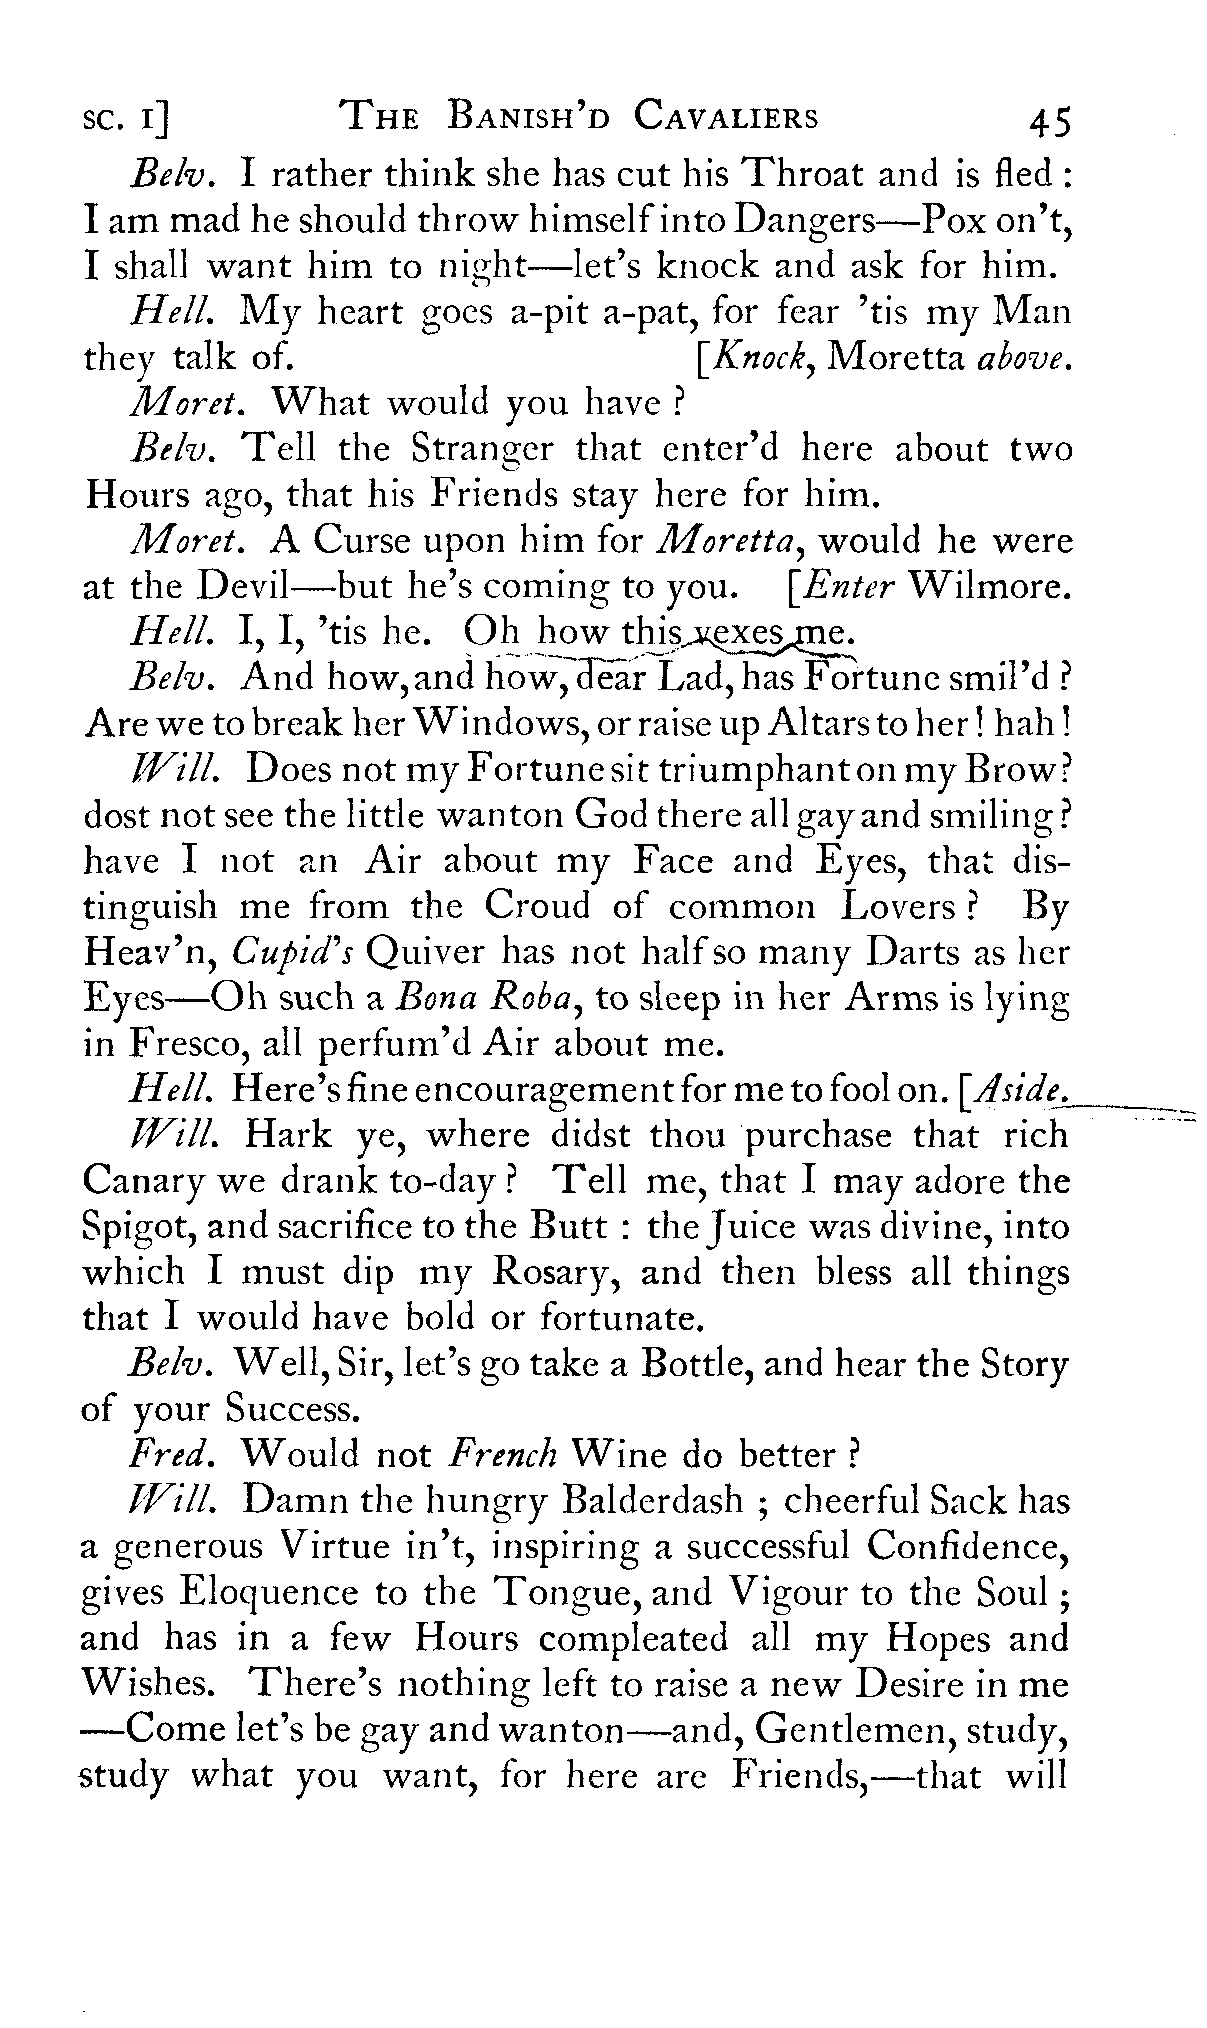 SC. I] THE BANISH'D CAVALIERS 45
Belv. I rather think she has cut his Throat and is fled :
I am mad he should throw himself into Dangers—Pox on't,
I shall want him to night—let's knock and ask for him.
Hell. My heart goes a-pit a-pat, for fear 'tis my Man
they talk of. [Knock, Moretta above.
Moret. What would you have ?
Belv. Tell the Stranger that enter'd here about two
Hours ago, that his Friends stay here for him.
Moret. A Curse upon him for Moretta, would he were
at the Devil—but he's coming to you. [Enter Wilmore.
Hell. I, I, 'tis he. Oh how this vexes me.
Belv. And how, and how, dear Lad, has Fortune smil'd ?
Are we to break her Windows, or raise up Altars to her! hah!
Will. Does not my Fortune sit triumphant on my Brow?
dost not see the little wanton God there all gay and smiling?
have I not an Air about my Face and Eyes, that dis-
tinguish me from the Croud of common Lovers ? By
Heav'n, Cupid's Quiver has not half so many Darts as her
Eyes—Oh such a Bona Roba, to sleep in her Arms is lying
in Fresco, all perfum'd Air about me.
Hell. Here's fine encouragement for me to fool on. [Aside.
Will. Hark ye, where didst thou purchase that rich
Canary we drank to-day ? Tell me, that I may adore the
Spigot, and sacrifice to the Butt : the Juice was divine, into
which I must dip my Rosary, and then bless all things
that I would have bold or fortunate.
Belv. Well, Sir, let's go take a Bottle, and hear the Story
of your Success.
Fred. Would not French Wine do better ?
Will. Damn the hungry Balderdash ; cheerful Sack has
a generous Virtue in't, inspiring a successful Confidence,
gives Eloquence to the Tongue, and Vigour to the Soul ;
and has in a few Hours compleated all my Hopes and
Wishes. There's nothing left to raise a new Desire in me
—Come let's be gay and wanton—and, Gentlemen, study,
study what you want, for here are Friends,—that will